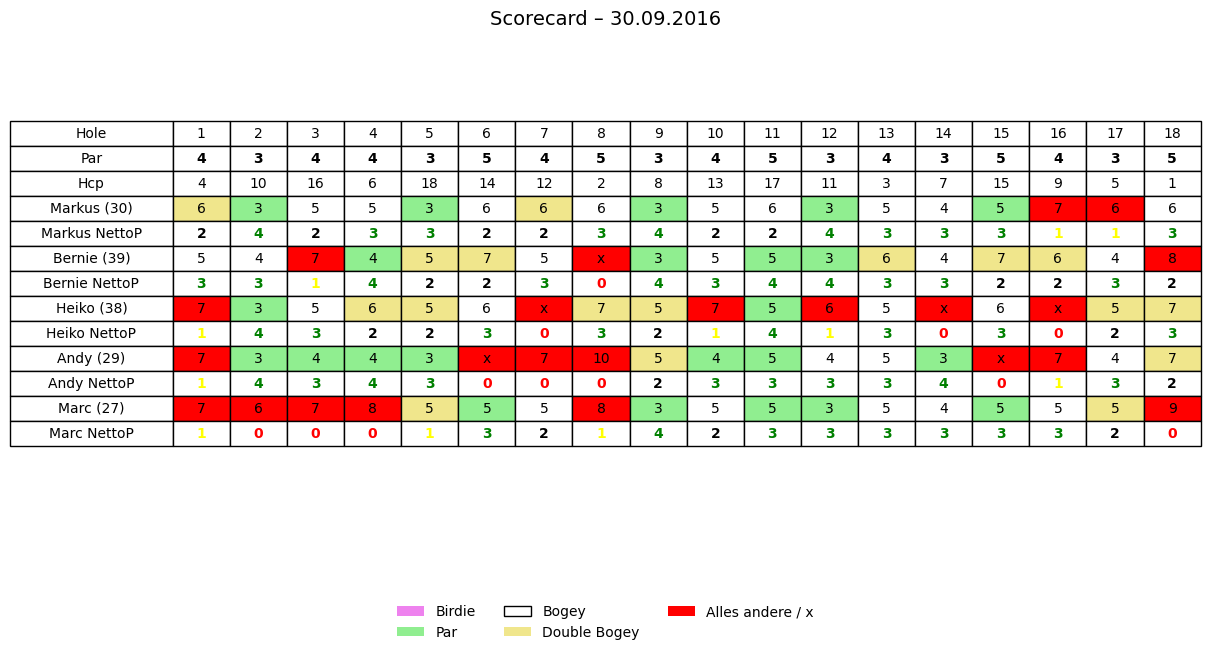 Scorecard – 30.09.2016
Hole 1 2 3 4 5 6 7 8 9 10 11 12 13 14 15 16 17 18
Par 4 3 4 4 3 5 4 5 3 4 5 3 4 3 5 4 3 5
Hcp 4 10 16 6 18 14 12 2 8 13 17 11 3 7 15 9 5 1
Markus (30) 6 3 5 5 3 6 6 6 3 5 6 3 5 4 5 7 6 6
Markus NettoP 2 4 2 3 3 2 2 3 4 2 2 4 3 3 3 1 1 3
Bernie (39) 5 4 7 4 5 7 5 x 3 5 5 3 6 4 7 6 4 8
Bernie NettoP 3 3 1 4 2 2 3 0 4 3 4 4 3 3 2 2 3 2
Heiko (38) 7 3 5 6 5 6 x 7 5 7 5 6 5 x 6 x 5 7
Heiko NettoP 1 4 3 2 2 3 0 3 2 1 4 1 3 0 3 0 2 3
Andy (29) 7 3 4 4 3 x 7 10 5 4 5 4 5 3 x 7 4 7
Andy NettoP 1 4 3 4 3 0 0 0 2 3 3 3 3 4 0 1 3 2
Marc (27) 7 6 7 8 5 5 5 8 3 5 5 3 5 4 5 5 5 9
Marc NettoP 1 0 0 0 1 3 2 1 4 2 3 3 3 3 3 3 2 0
Birdie Bogey Alles andere / x
Par Double Bogey